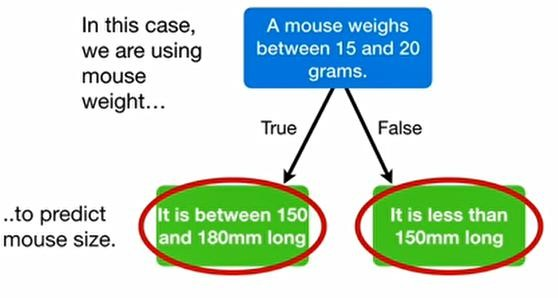 In this case,
we are using
mouse
weight…
A mouse weighs
between 15 and 20
grams.
True
False
..to predict
mouse size.
It is between 150
and 180mm long
It is less than
150mm long